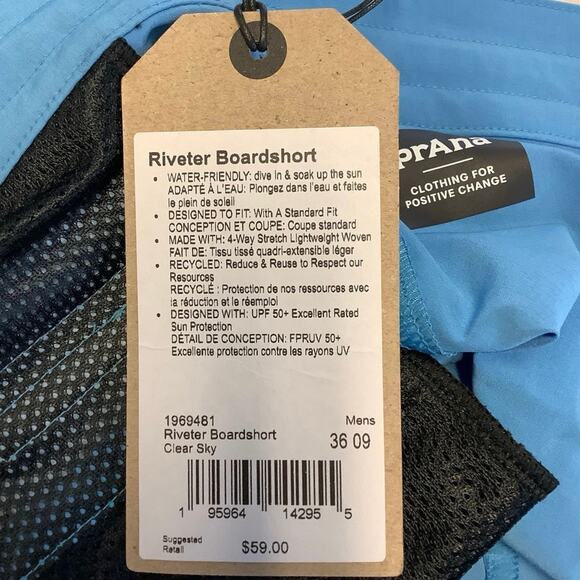 Riveter Boardshort
• WATER-FRIENDLY: dive in & soak up the sun
ADAPTÉ À L'EAU: Plongez dans l'eau et faites
le plein de soleil
• DESIGNED TO FIT: With A Standard Fit
CONCEPTION ET COUPE: Coupe standard
• MADE WITH: 4-Way Stretch Lightweight Woven
FAIT DE: Tissu tissé quadri-extensible léger
• RECYCLED: Reduce & Reuse to Respect our
Resources
RECYCLÉ : Protection de nos ressources avec
la réduction et le réemploi
• DESIGNED WITH: UPF 50+ Excellent Rated
Sun Protection
DÉTAIL DE CONCEPTION: FPRUV 50+
Excellente protection contre les rayons UV
1969481 Mens
Riveter Boardshort 36 09
Clear Sky
1 95964 14295 5
Suggested
Retail $59.00
prAna
CLOTHING FOR
POSITIVE CHANGE